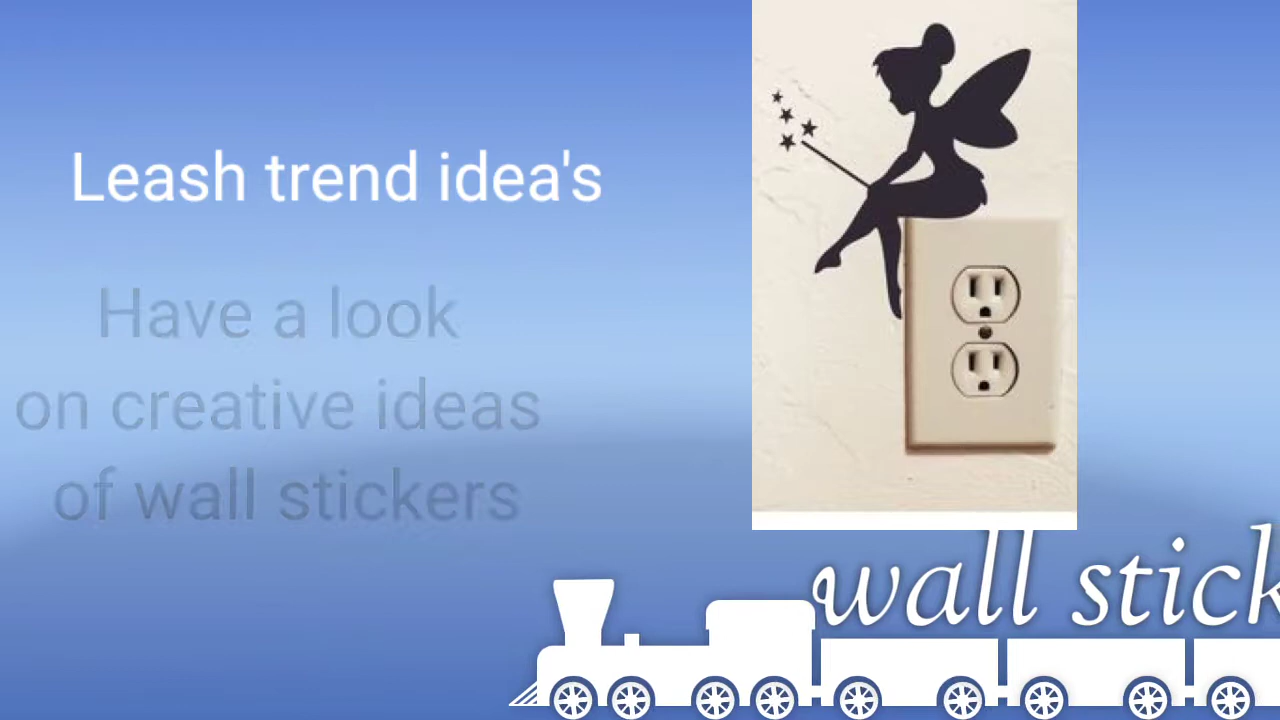 Leash trend idea's
Have a look
on creative ideas
of wall stickers
wall stick